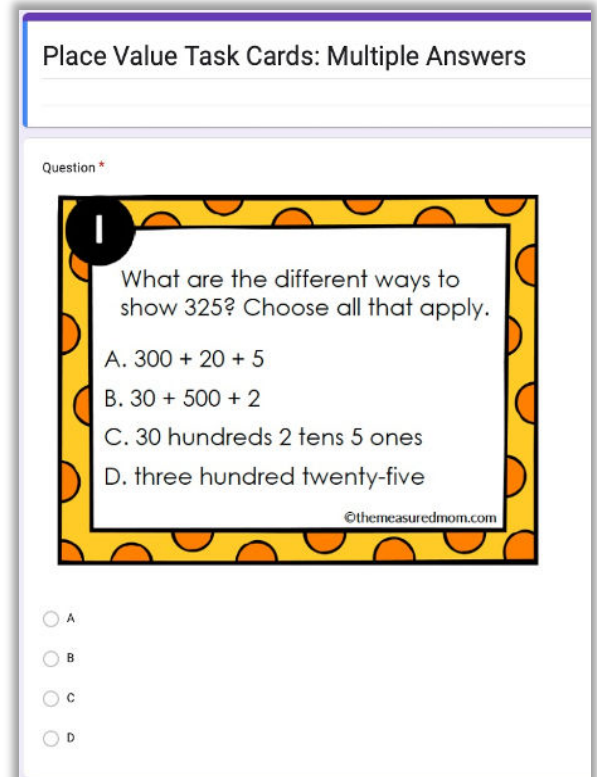 Place Value Task Cards: Multiple Answers
Question *
1
What are the different ways to
show 325? Choose all that apply.
A. 300 + 20 + 5
B. 30 + 500 + 2
C. 30 hundreds 2 tens 5 ones
D. three hundred twenty-five
©themeasuredmom.com
A
B
C
D